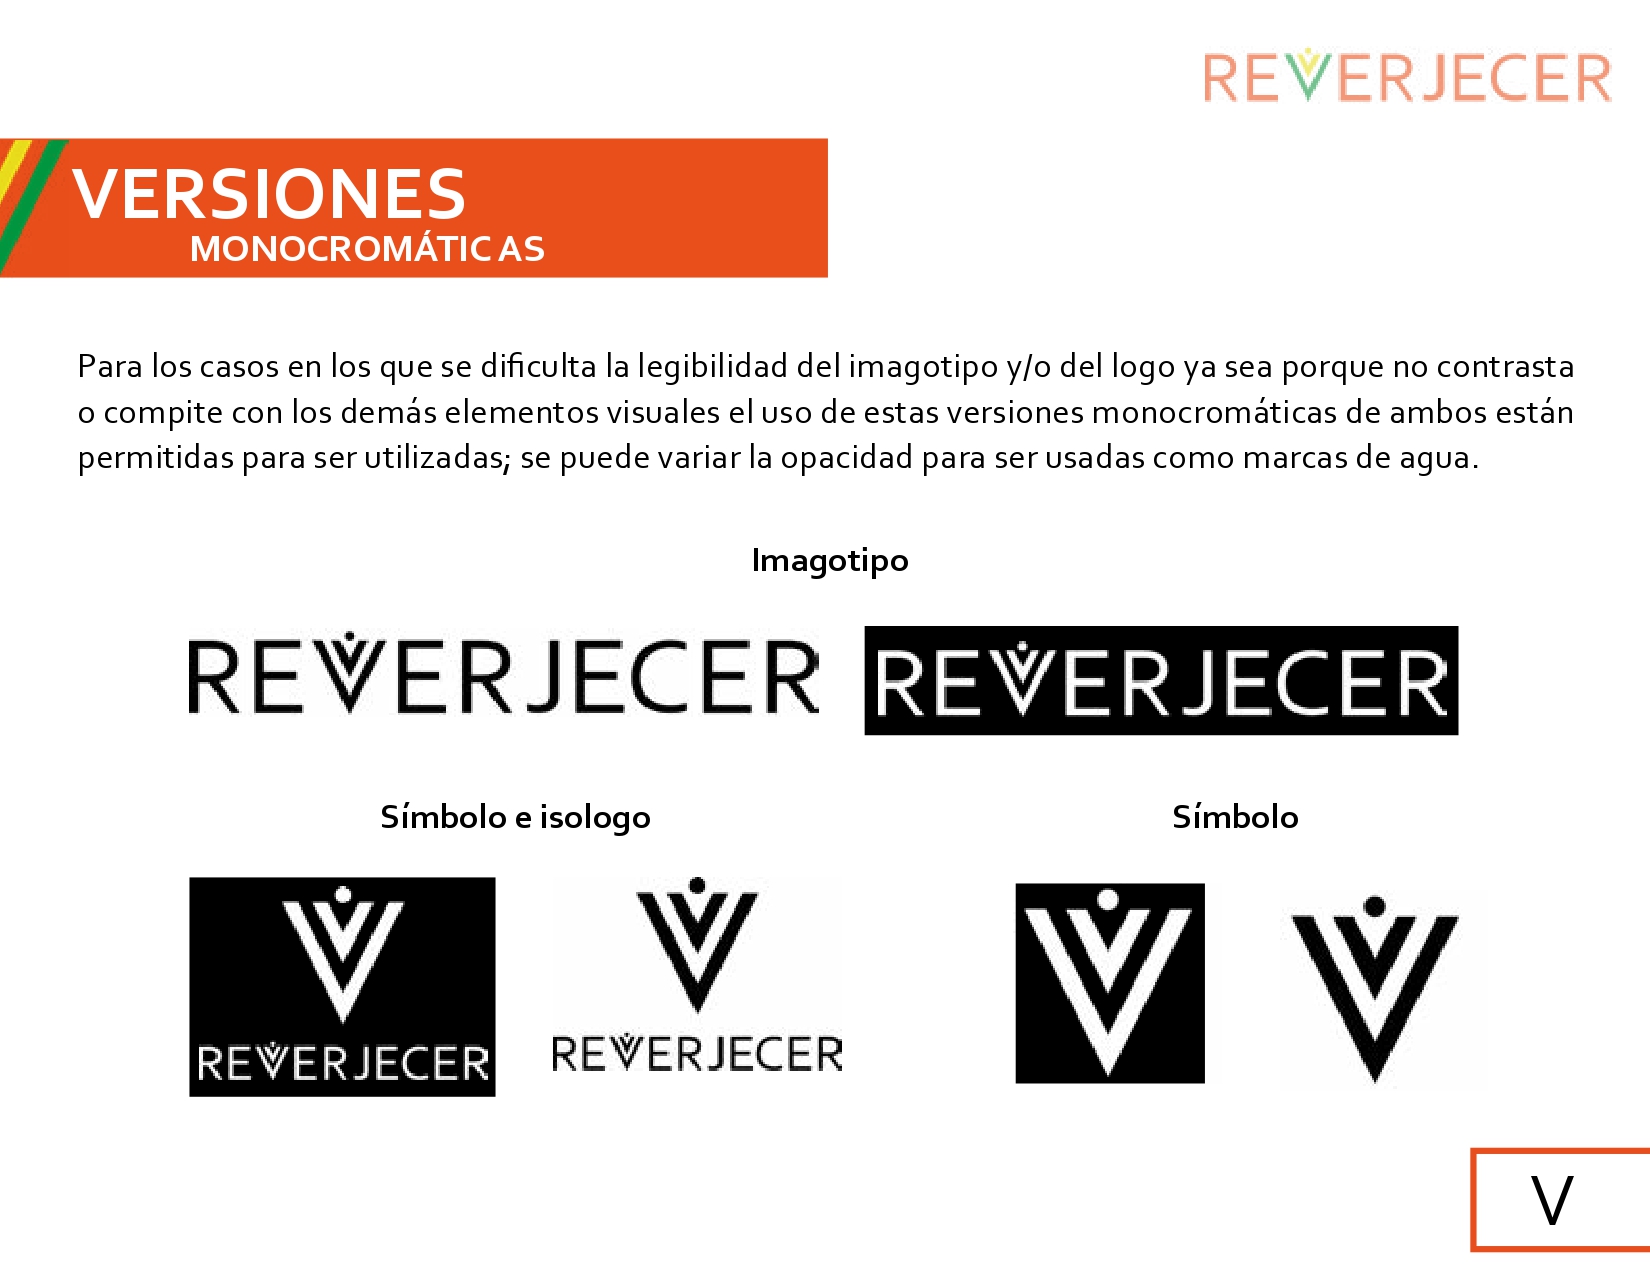 REVERJECER
VERSIONES
MONOCROMÁTICAS
Para los casos en los que se dificulta la legibilidad del imagotipo y/o del logo ya sea porque no contrasta
o compite con los demás elementos visuales el uso de estas versiones monocromáticas de ambos están
permitidas para ser utilizadas; se puede variar la opacidad para ser usadas como marcas de agua.
Imagotipo
REVERJECER REVERJECER
Símbolo e isologo Símbolo
REVERJECER REVERJECER
V